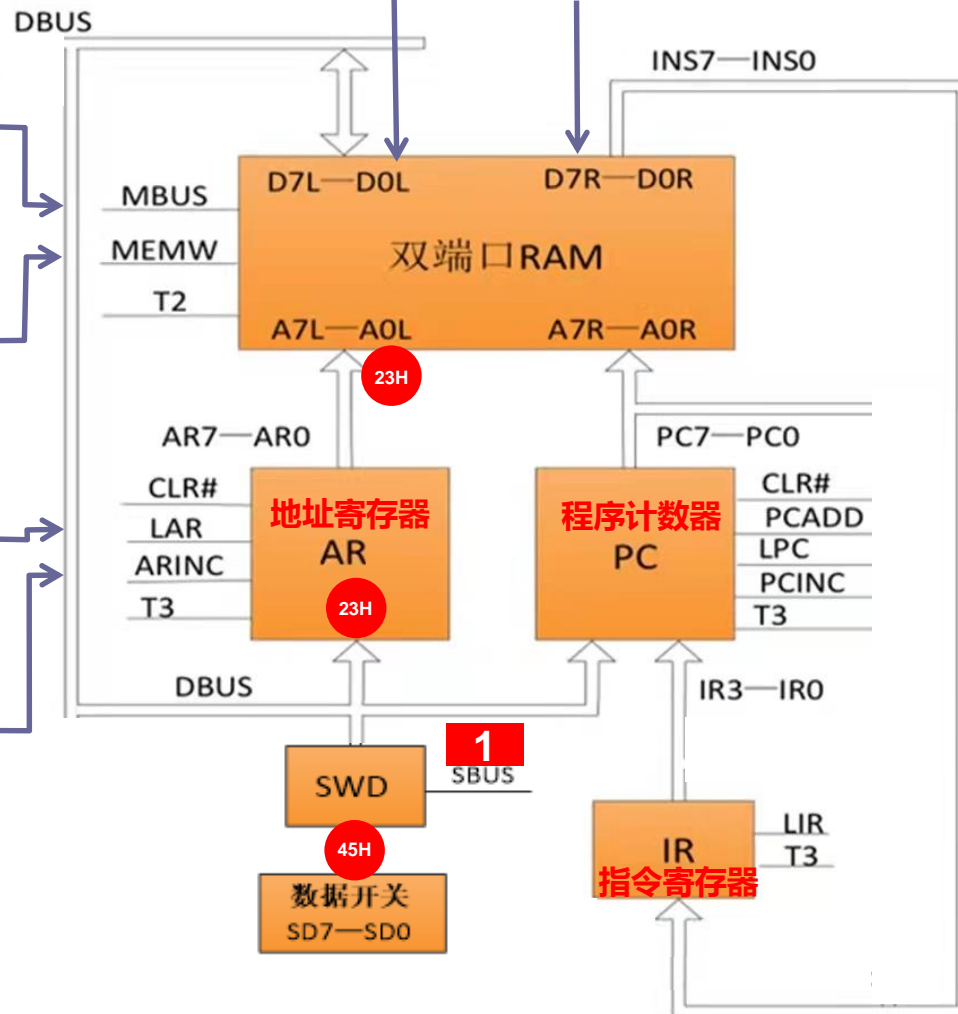 DBUS
INS7—INS0
D7L—D0L
D7R—D0R
MBUS
MEMW
双端口RAM
T2
A7L—A0L
A7R—A0R
23H
AR7—AR0
PC7—PC0
CLR#
LAR
ARINC
T3
地址寄存器
AR
23H
程序计数器
PC
CLR#
PCADD
LPC
PCINC
T3
DBUS
IR3—IR0
1
SBUS
SWD
45H
数据开关
SD7—SD0
IR
指令寄存器
LIR
T3